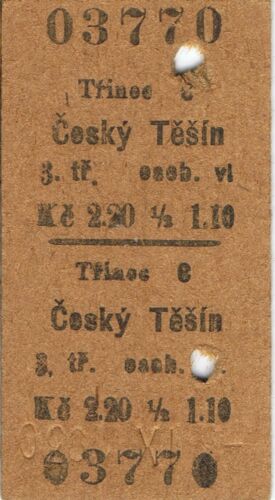 03770
Třinec 6
Český Těšín
3. tř. osob. vl
Kč 2.20 ½ 1.10
Třinec 6
Český Těšín
3. tř. osob.
Kč 2.20 ½ 1.10
03770